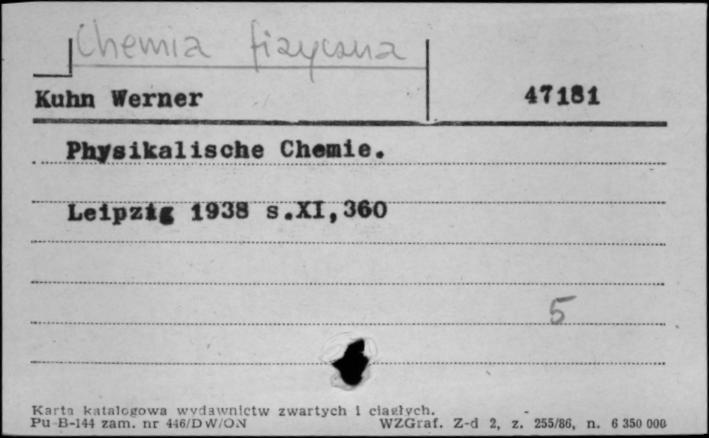 Chemia fizyczna
Kuhn Werner 47181
Physikalische Chemie.
Leipzig 1938 s.XI,360
5
Karta katalogowa wydawnictw zwartych i ciągłych.
Pu-B-144 zam. nr 446/DW/ON WZGraf. Z-d 2, z. 255/86, n. 6 350 000